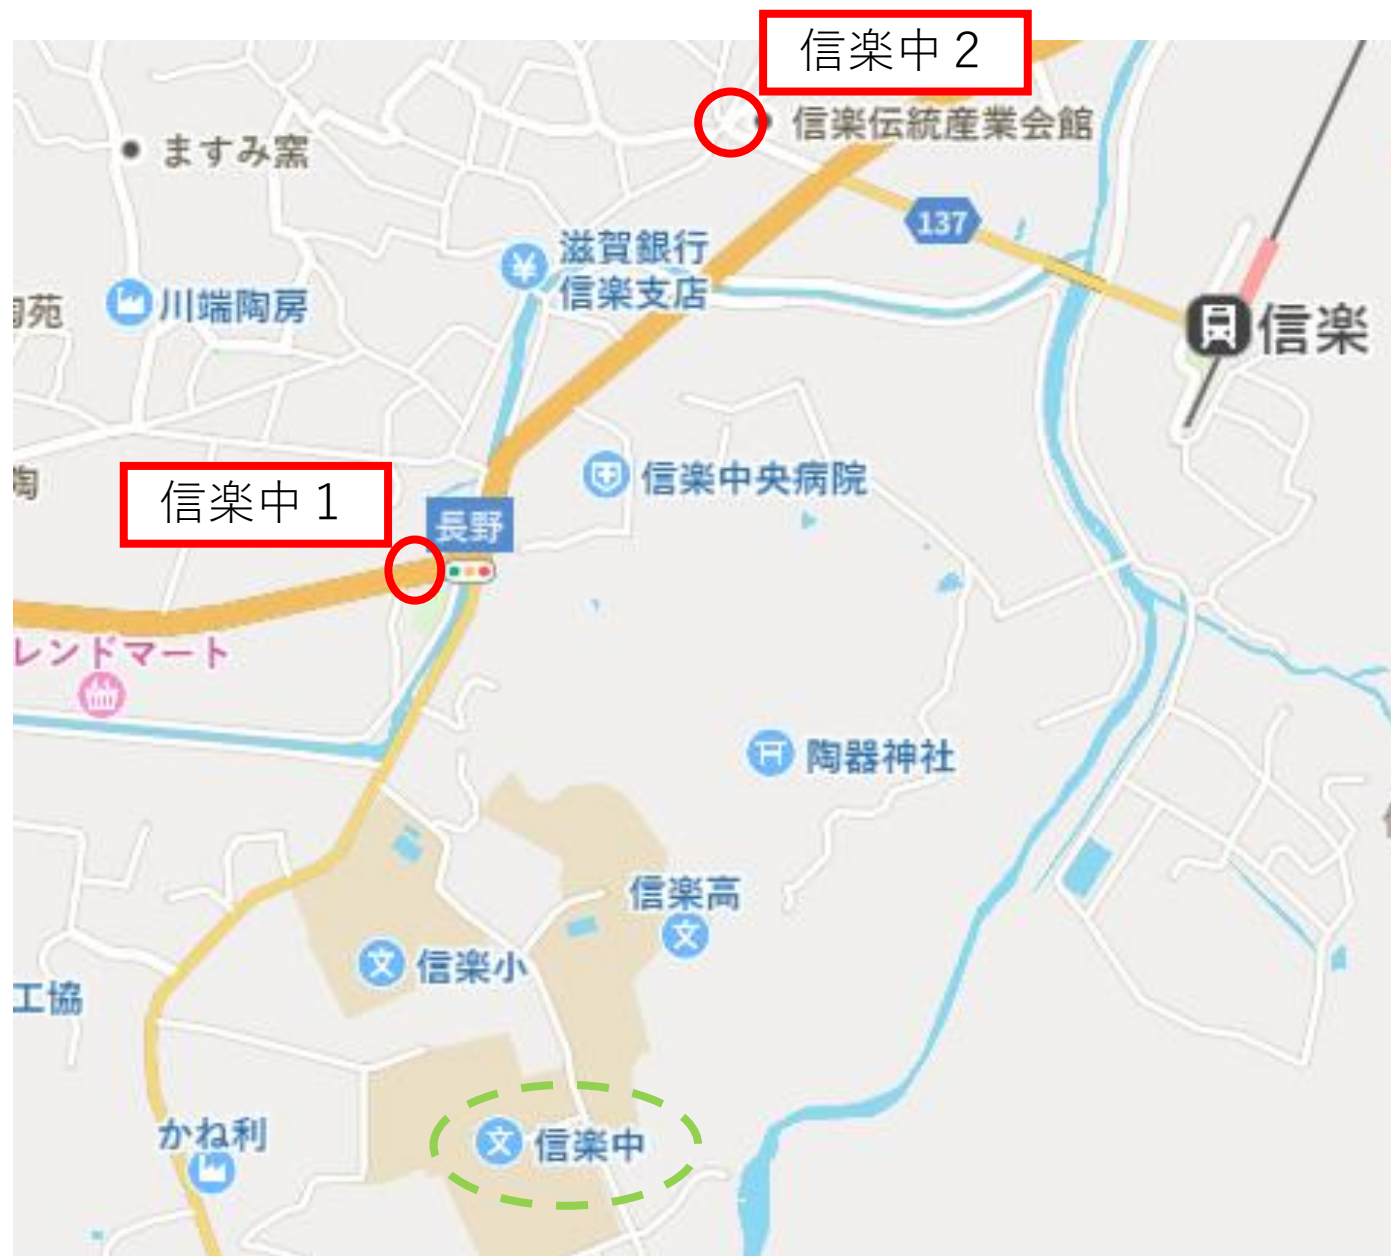 信楽中２
信楽伝統産業会館
ますみ窯
137
滋賀銀行
信楽支店
川端陶房
苑
信楽
信楽中央病院
陶
信楽中１
長野
レンドマート
陶器神社
信楽高
信楽小
工協
かね利
信楽中